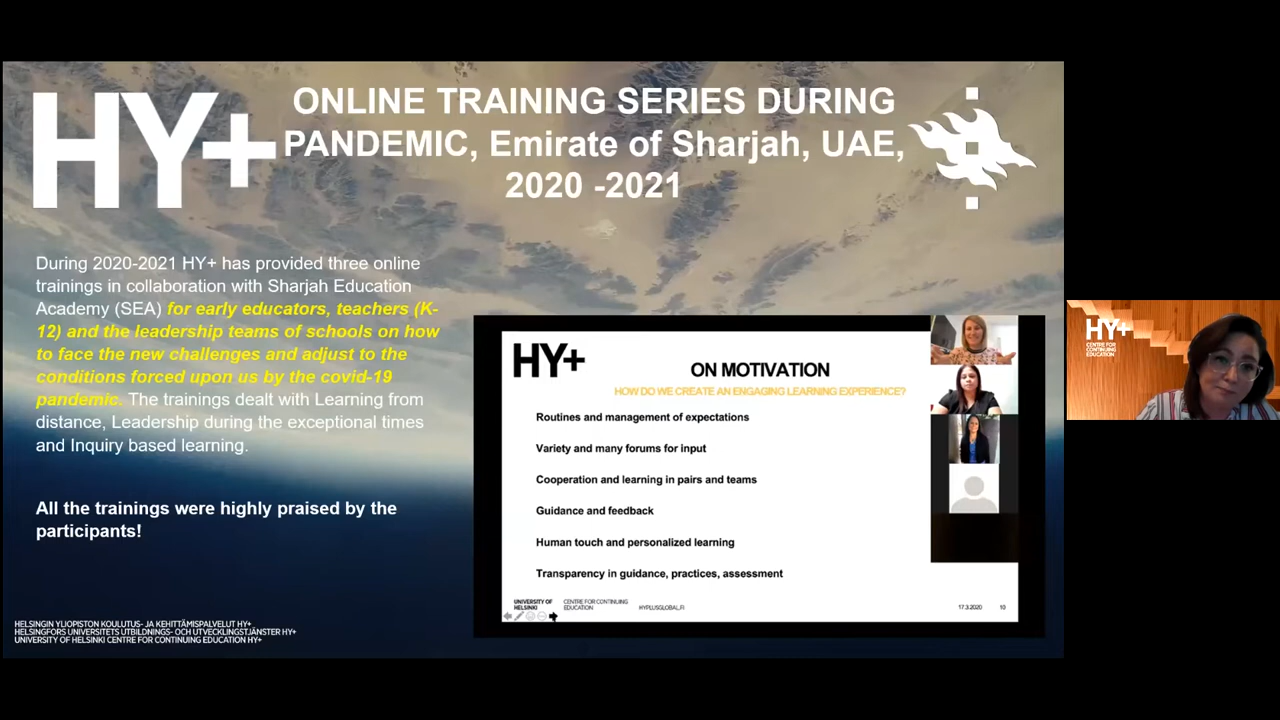 HY+
ONLINE TRAINING SERIES DURING
PANDEMIC, Emirate of Sharjah, UAE,
2020 -2021
During 2020-2021 HY+ has provided three online
trainings in collaboration with Sharjah Education
Academy (SEA) for early educators, teachers (K-
12) and the leadership teams of schools on how
to face the new challenges and adjust to the
conditions forced upon us by the covid-19
pandemic. The trainings dealt with Learning from
distance, Leadership during the exceptional times
and Inquiry based learning.
All the trainings were highly praised by the
participants!
HELSINGIN YLIOPISTON KOULUTUS- JA KEHITTÄMISPALVELUT HY+
HELSINGFORS UNIVERSITETS UTBILDNINGS- OCH UTVECKLINGSTJÄNSTER HY+
UNIVERSITY OF HELSINKI CENTRE FOR CONTINUING EDUCATION HY+
HY+
ON MOTIVATION
HOW DO WE CREATE AN ENGAGING LEARNING EXPERIENCE?
Routines and management of expectations
Variety and many forums for input
Cooperation and learning in pairs and teams
Guidance and feedback
Human touch and personalized learning
Transparency in guidance, practices, assessment
UNIVERSITY OF
HELSINKI
CENTRE FOR CONTINUING
EDUCATION
HYPLUSGLOBAL.FI
17.3.2020
10
HY+
CENTRE FOR
CONTINUING
EDUCATION